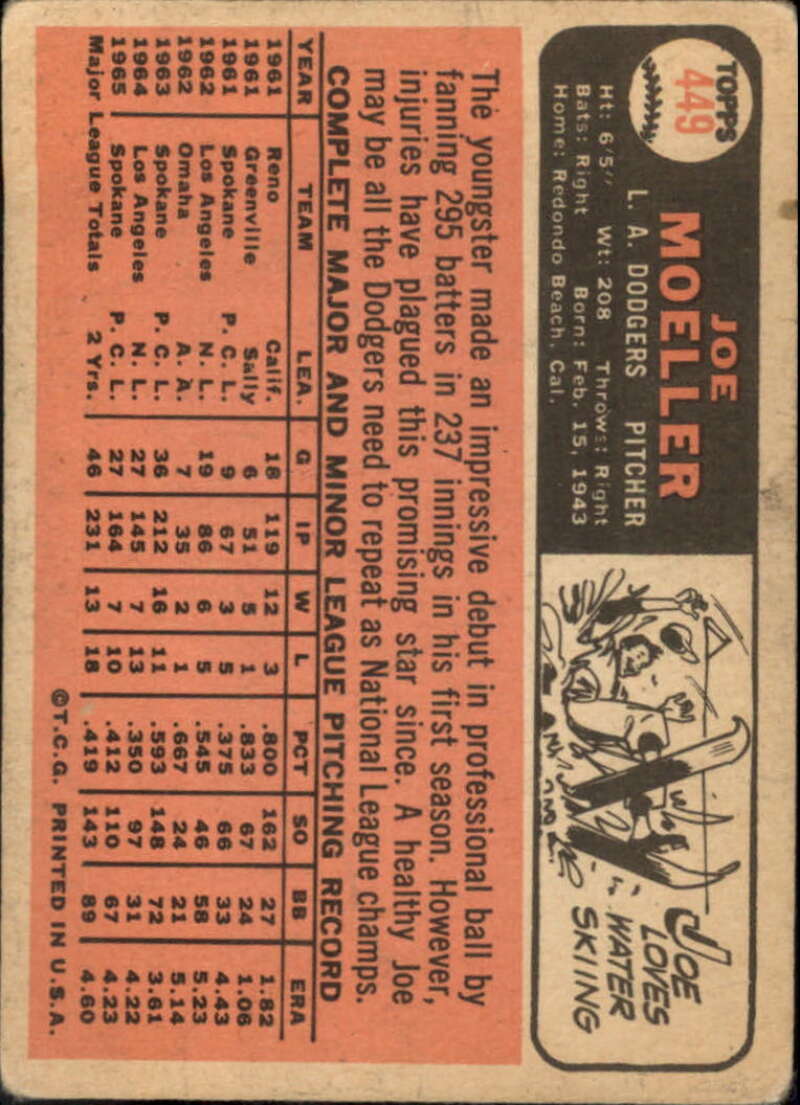 TOPPS
449
JOE
MOELLER
L. A. DODGERS PITCHER
Ht: 6'5" Wt: 208 Throws: Right
Bats: Right Born: Feb. 15, 1943
Home: Redondo Beach, Cal.
JOE
LOVES
WATER
SKIING
The youngster made an impressive debut in professional ball by
fanning 295 batters in 237 innings in his first season. However,
injuries have plagued this promising star since. A healthy Joe
may be all the Dodgers need to repeat as National League champs.
COMPLETE MAJOR AND MINOR LEAGUE PITCHING RECORD
YEAR TEAM LEA. G IP W L PCT SO BB ERA
1961 Reno Calif. 18 119 12 3 .800 162 27 1.82
1961 Greenville Sally 6 51 5 1 .833 67 24 1.06
1961 Spokane P. C. L. 9 67 3 5 .375 66 33 4.43
1962 Los Angeles N. L. 19 86 6 5 .545 46 58 5.23
1962 Omaha A. A. 7 35 2 1 .667 24 21 5.14
1963 Spokane P. C. L. 36 212 16 11 .593 148 72 3.61
1964 Los Angeles N. L. 27 145 7 13 .350 97 31 4.22
1965 Spokane P. C. L. 27 164 7 10 .412 110 67 4.23
Major League Totals 2 Yrs. 46 231 13 18 .419 143 89 4.60
©T.C.G. PRINTED IN U.S.A.